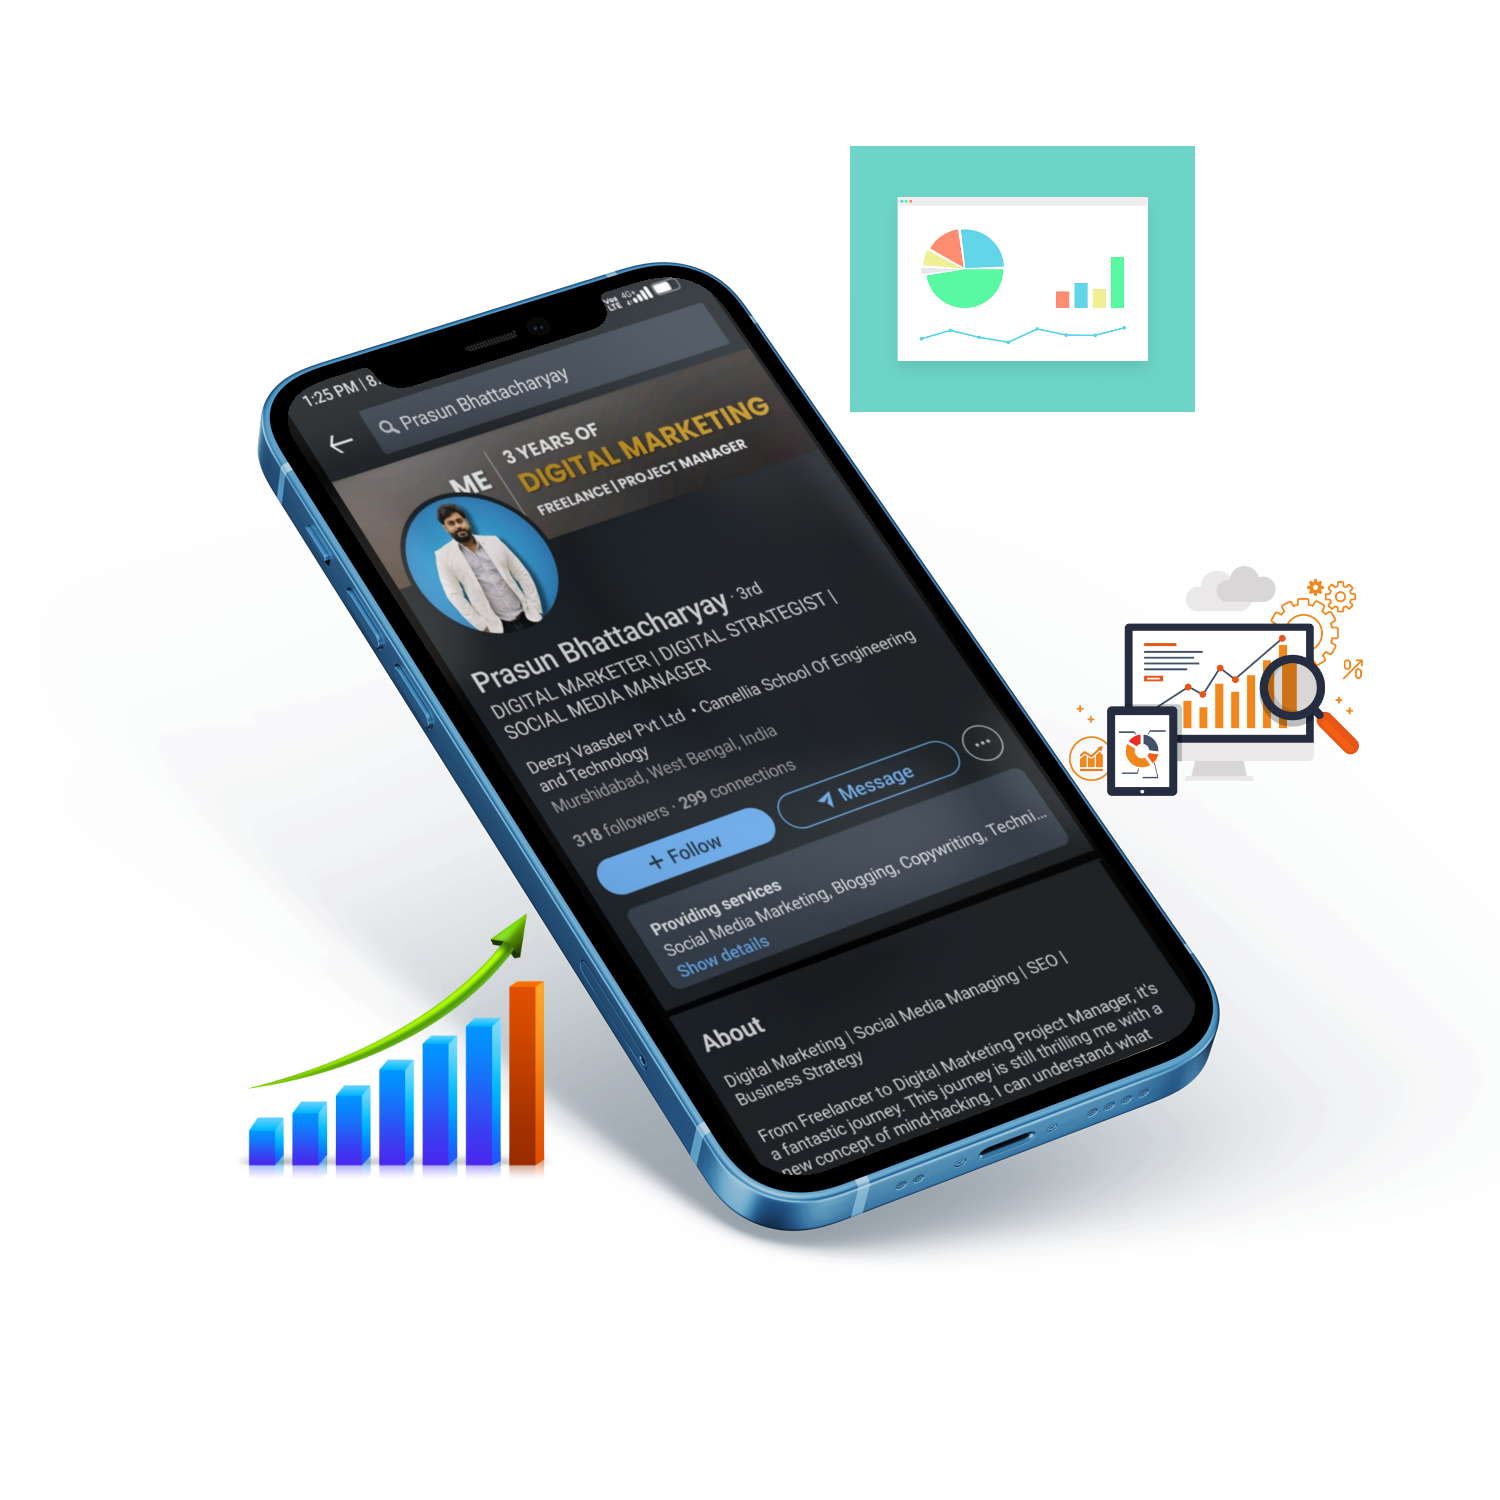 1:25 PM | 8.
Vo9
LTE 4G+
Prasun Bhattacharyay
ME
3 YEARS OF
DIGITAL MARKETING
FREELANCE | PROJECT MANAGER
Prasun Bhattacharyay · 3rd
DIGITAL MARKETER | DIGITAL STRATEGIST |
SOCIAL MEDIA MANAGER
Deezy Vaasdev Pvt Ltd • Camellia School Of Engineering
and Technology
Murshidabad, West Bengal, India
318 followers · 299 connections
+ Follow
Message
Providing services
Social Media Marketing, Blogging, Copywriting, Techni...
Show details
About
Digital Marketing | Social Media Managing | SEO |
Business Strategy
From Freelancer to Digital Marketing Project Manager, it's
a fantastic journey. This journey is still thrilling me with a
new concept of mind-hacking. I can understand what
%